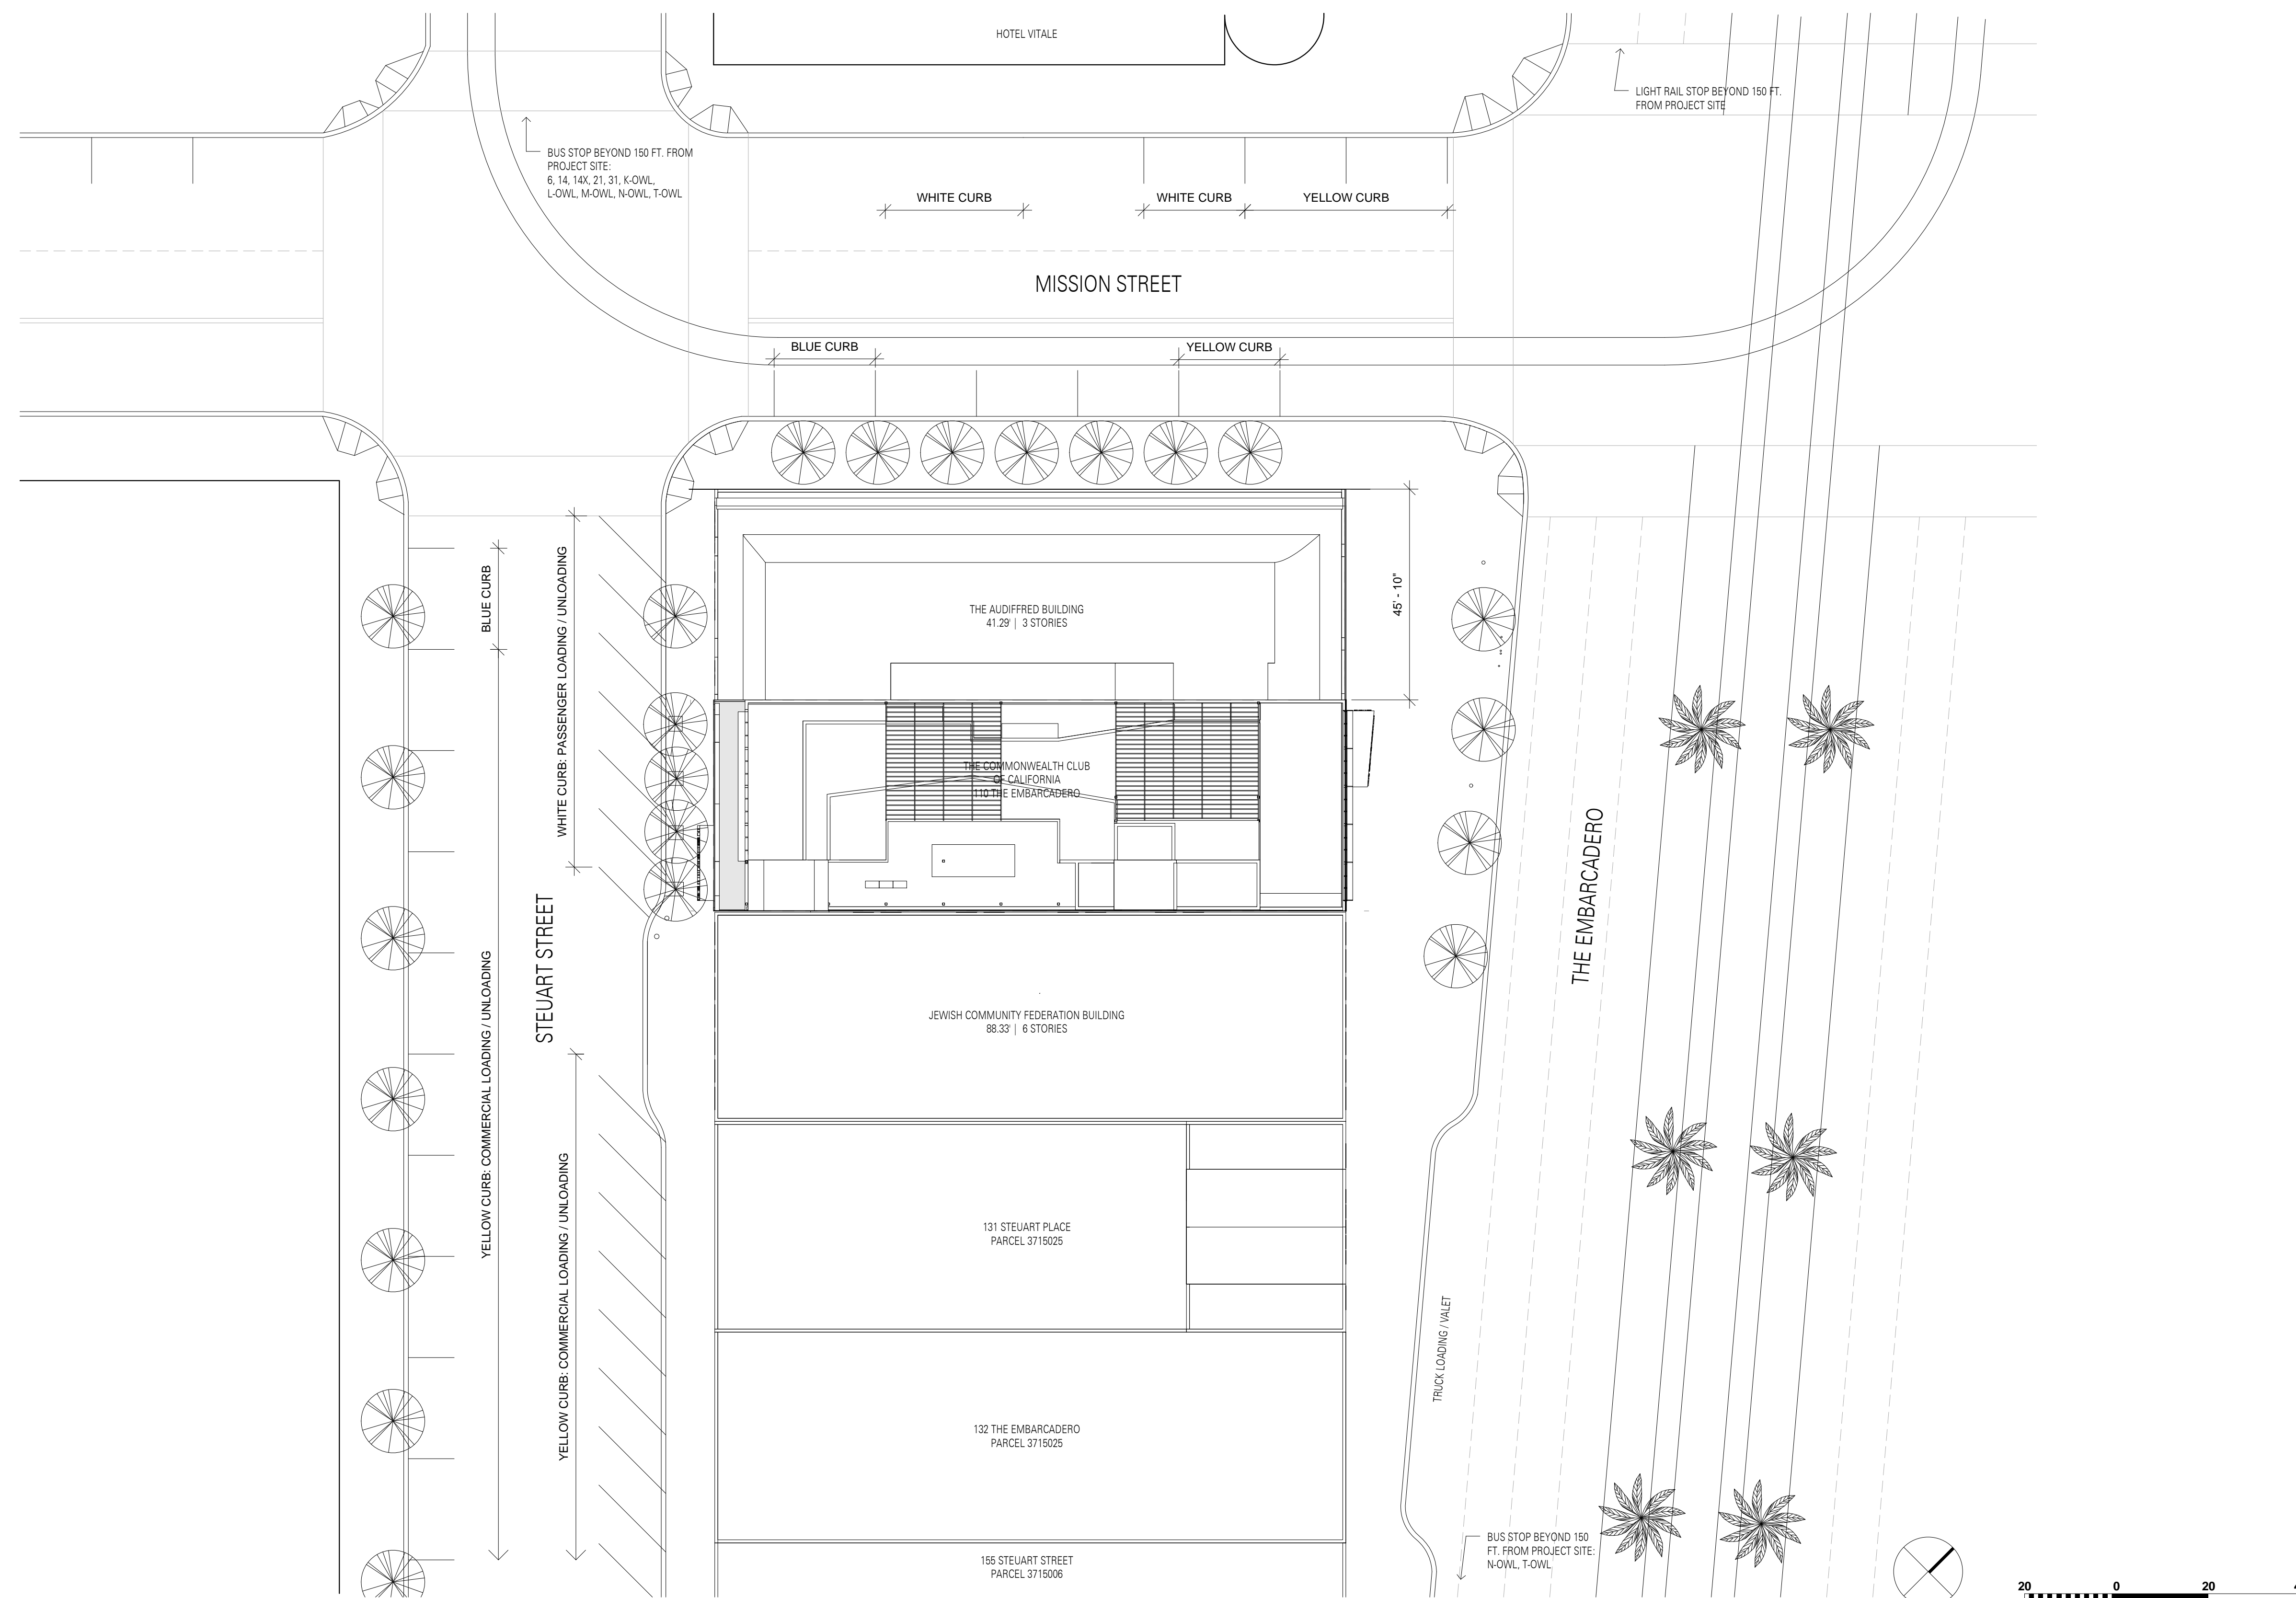 HOTEL VITALE
LIGHT RAIL STOP BEYOND 150 FT.
FROM PROJECT SITE
BUS STOP BEYOND 150 FT. FROM
PROJECT SITE:
6, 14, 14X, 21, 31, K-OWL,
L-OWL, M-OWL, N-OWL, T-OWL
WHITE CURB
WHITE CURB
YELLOW CURB
MISSION STREET
BLUE CURB
YELLOW CURB
BLUE CURB
WHITE CURB: PASSENGER LOADING / UNLOADING
THE AUDIFFRED BUILDING
41.29' | 3 STORIES
45' - 10"
THE COMMONWEALTH CLUB
OF CALIFORNIA
110 THE EMBARCADERO
THE EMBARCADERO
STEUART STREET
YELLOW CURB: COMMERCIAL LOADING / UNLOADING
JEWISH COMMUNITY FEDERATION BUILDING
88.33' | 6 STORIES
YELLOW CURB: COMMERCIAL LOADING / UNLOADING
131 STEUART PLACE
PARCEL 3715025
TRUCK LOADING / VALET
132 THE EMBARCADERO
PARCEL 3715025
BUS STOP BEYOND 150
FT. FROM PROJECT SITE:
N-OWL, T-OWL
155 STEUART STREET
PARCEL 3715006
20 0 20